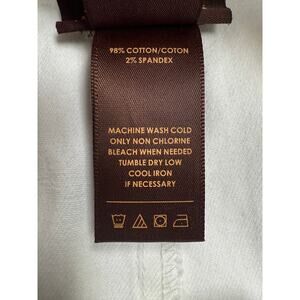 98% COTTON/COTON
2% SPANDEX
MACHINE WASH COLD
ONLY NON CHLORINE
BLEACH WHEN NEEDED
TUMBLE DRY LOW
COOL IRON
IF NECESSARY